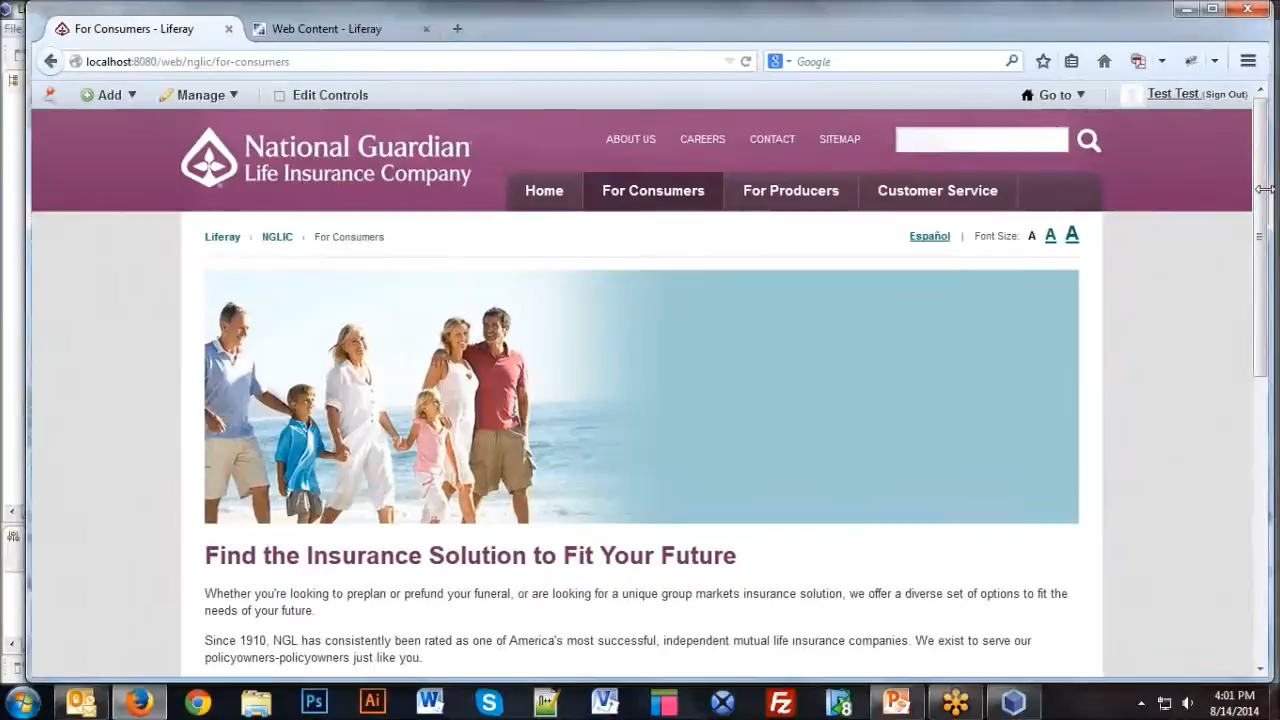 For Consumers - Liferay
Web Content - Liferay
File
localhost:8080/web/nglic/for-consumers
Google
Add
Manage
Edit Controls
Go to
Test Test (Sign Out)
National Guardian
Life Insurance Company
ABOUT US
CAREERS
CONTACT
SITEMAP
Home
For Consumers
For Producers
Customer Service
Liferay › NGLIC › For Consumers
Español | Font Size: A A A
Find the Insurance Solution to Fit Your Future
Whether you're looking to preplan or prefund your funeral, or are looking for a unique group markets insurance solution, we offer a diverse set of options to fit the
needs of your future.
Since 1910, NGL has consistently been rated as one of America's most successful, independent mutual life insurance companies. We exist to serve our
policyowners-policyowners just like you.
4:01 PM
8/14/2014